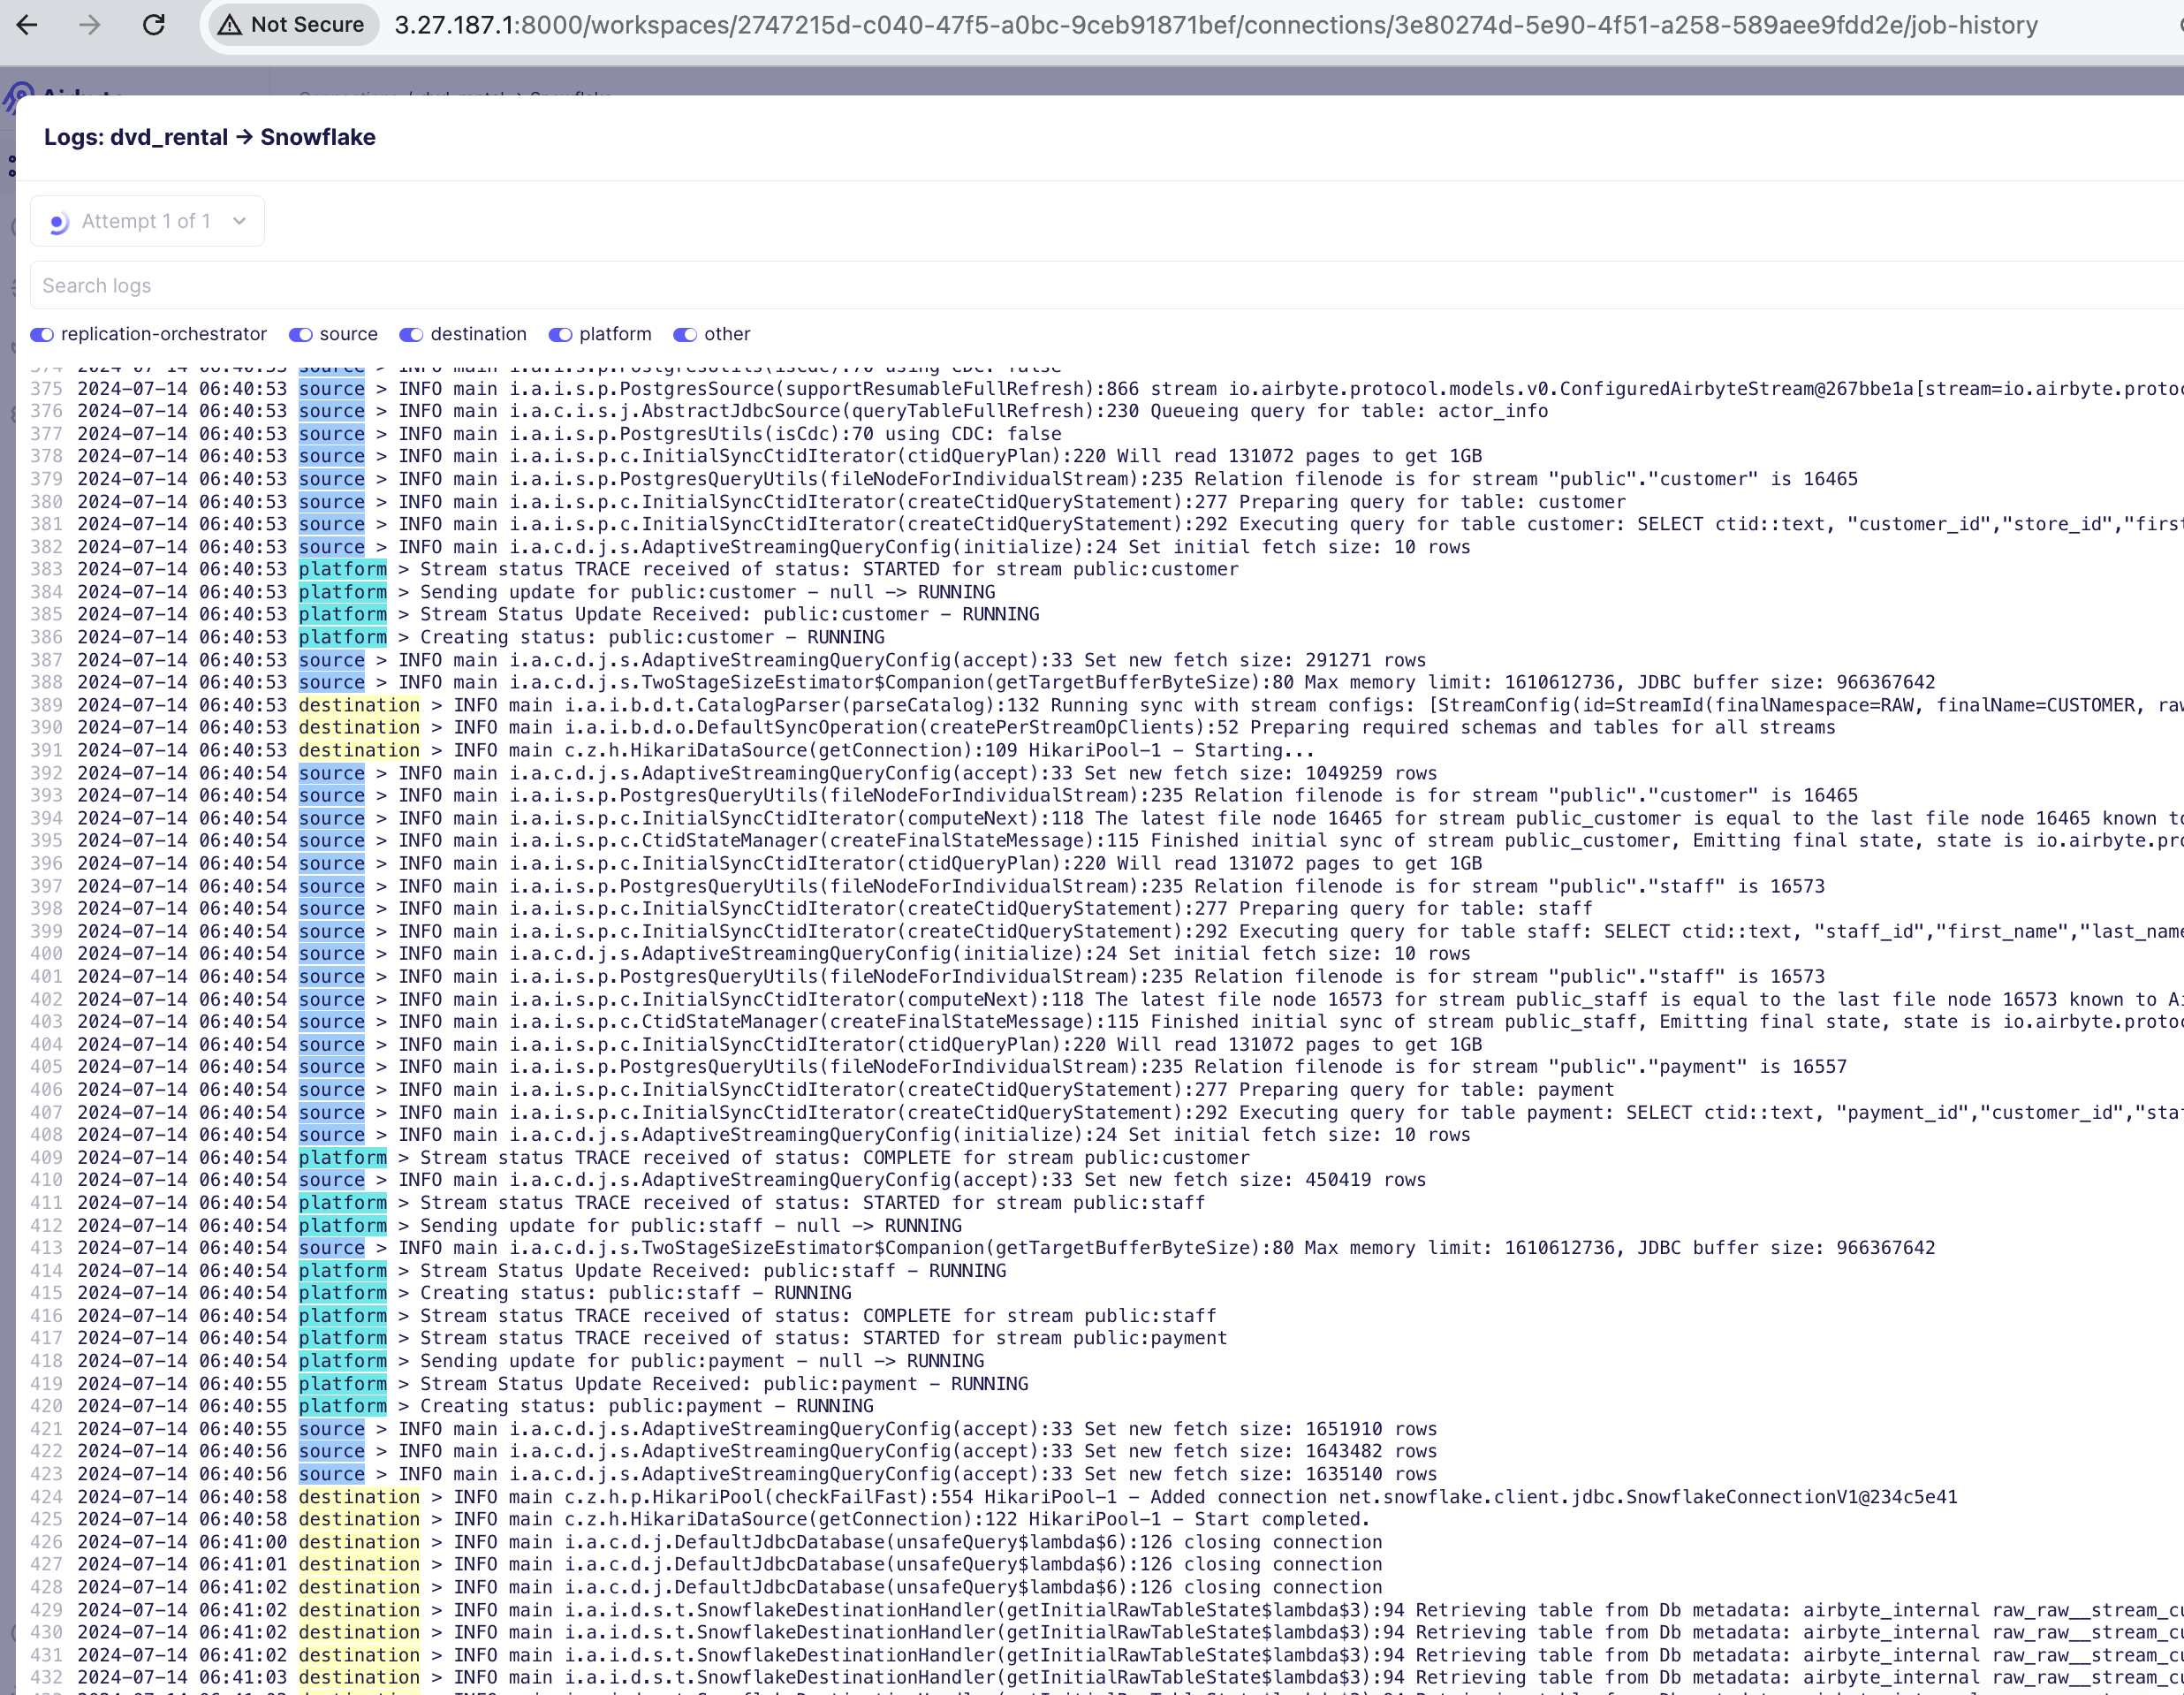 Not Secure 3.27.187.1:8000/workspaces/2747215d-c040-47f5-a0bc-9ceb91871bef/connections/3e80274d-5e90-4f51-a258-589aee9fdd2e/job-history
Logs: dvd_rental → Snowflake
Attempt 1 of 1
Search logs
replication-orchestrator source destination platform other
374 2024-07-14 06:40:53 source > INFO main i.a.i.s.p.PostgresUtils(isCdc):70 using CDC: false
375 2024-07-14 06:40:53 source > INFO main i.a.i.s.p.PostgresSource(supportResumableFullRefresh):866 stream io.airbyte.protocol.models.v0.ConfiguredAirbyteStream@267bbe1a[stream=io.airbyte.protoc
376 2024-07-14 06:40:53 source > INFO main i.a.c.i.s.j.AbstractJdbcSource(queryTableFullRefresh):230 Queueing query for table: actor_info
377 2024-07-14 06:40:53 source > INFO main i.a.i.s.p.PostgresUtils(isCdc):70 using CDC: false
378 2024-07-14 06:40:53 source > INFO main i.a.i.s.p.c.InitialSyncCtidIterator(ctidQueryPlan):220 Will read 131072 pages to get 1GB
379 2024-07-14 06:40:53 source > INFO main i.a.i.s.p.PostgresQueryUtils(fileNodeForIndividualStream):235 Relation filenode is for stream "public"."customer" is 16465
380 2024-07-14 06:40:53 source > INFO main i.a.i.s.p.c.InitialSyncCtidIterator(createCtidQueryStatement):277 Preparing query for table: customer
381 2024-07-14 06:40:53 source > INFO main i.a.i.s.p.c.InitialSyncCtidIterator(createCtidQueryStatement):292 Executing query for table customer: SELECT ctid::text, "customer_id","store_id","firs
382 2024-07-14 06:40:53 source > INFO main i.a.c.d.j.s.AdaptiveStreamingQueryConfig(initialize):24 Set initial fetch size: 10 rows
383 2024-07-14 06:40:53 platform > Stream status TRACE received of status: STARTED for stream public:customer
384 2024-07-14 06:40:53 platform > Sending update for public:customer - null -> RUNNING
385 2024-07-14 06:40:53 platform > Stream Status Update Received: public:customer - RUNNING
386 2024-07-14 06:40:53 platform > Creating status: public:customer - RUNNING
387 2024-07-14 06:40:53 source > INFO main i.a.c.d.j.s.AdaptiveStreamingQueryConfig(accept):33 Set new fetch size: 291271 rows
388 2024-07-14 06:40:53 source > INFO main i.a.c.d.j.s.TwoStageSizeEstimator$Companion(getTargetBufferByteSize):80 Max memory limit: 1610612736, JDBC buffer size: 966367642
389 2024-07-14 06:40:53 destination > INFO main i.a.i.b.d.t.CatalogParser(parseCatalog):132 Running sync with stream configs: [StreamConfig(id=StreamId(finalNamespace=RAW, finalName=CUSTOMER, raw
390 2024-07-14 06:40:53 destination > INFO main i.a.i.b.d.o.DefaultSyncOperation(createPerStreamOpClients):52 Preparing required schemas and tables for all streams
391 2024-07-14 06:40:53 destination > INFO main c.z.h.HikariDataSource(getConnection):109 HikariPool-1 - Starting...
392 2024-07-14 06:40:54 source > INFO main i.a.c.d.j.s.AdaptiveStreamingQueryConfig(accept):33 Set new fetch size: 1049259 rows
393 2024-07-14 06:40:54 source > INFO main i.a.i.s.p.PostgresQueryUtils(fileNodeForIndividualStream):235 Relation filenode is for stream "public"."customer" is 16465
394 2024-07-14 06:40:54 source > INFO main i.a.i.s.p.c.InitialSyncCtidIterator(computeNext):118 The latest file node 16465 for stream public_customer is equal to the last file node 16465 known to
395 2024-07-14 06:40:54 source > INFO main i.a.i.s.p.c.CtidStateManager(createFinalStateMessage):115 Finished initial sync of stream public_customer, Emitting final state, state is io.airbyte.pro
396 2024-07-14 06:40:54 source > INFO main i.a.i.s.p.c.InitialSyncCtidIterator(ctidQueryPlan):220 Will read 131072 pages to get 1GB
397 2024-07-14 06:40:54 source > INFO main i.a.i.s.p.PostgresQueryUtils(fileNodeForIndividualStream):235 Relation filenode is for stream "public"."staff" is 16573
398 2024-07-14 06:40:54 source > INFO main i.a.i.s.p.c.InitialSyncCtidIterator(createCtidQueryStatement):277 Preparing query for table: staff
399 2024-07-14 06:40:54 source > INFO main i.a.i.s.p.c.InitialSyncCtidIterator(createCtidQueryStatement):292 Executing query for table staff: SELECT ctid::text, "staff_id","first_name","last_name
400 2024-07-14 06:40:54 source > INFO main i.a.c.d.j.s.AdaptiveStreamingQueryConfig(initialize):24 Set initial fetch size: 10 rows
401 2024-07-14 06:40:54 source > INFO main i.a.i.s.p.PostgresQueryUtils(fileNodeForIndividualStream):235 Relation filenode is for stream "public"."staff" is 16573
402 2024-07-14 06:40:54 source > INFO main i.a.i.s.p.c.InitialSyncCtidIterator(computeNext):118 The latest file node 16573 for stream public_staff is equal to the last file node 16573 known to Ai
403 2024-07-14 06:40:54 source > INFO main i.a.i.s.p.c.CtidStateManager(createFinalStateMessage):115 Finished initial sync of stream public_staff, Emitting final state, state is io.airbyte.protoc
404 2024-07-14 06:40:54 source > INFO main i.a.i.s.p.c.InitialSyncCtidIterator(ctidQueryPlan):220 Will read 131072 pages to get 1GB
405 2024-07-14 06:40:54 source > INFO main i.a.i.s.p.PostgresQueryUtils(fileNodeForIndividualStream):235 Relation filenode is for stream "public"."payment" is 16557
406 2024-07-14 06:40:54 source > INFO main i.a.i.s.p.c.InitialSyncCtidIterator(createCtidQueryStatement):277 Preparing query for table: payment
407 2024-07-14 06:40:54 source > INFO main i.a.i.s.p.c.InitialSyncCtidIterator(createCtidQueryStatement):292 Executing query for table payment: SELECT ctid::text, "payment_id","customer_id","sta
408 2024-07-14 06:40:54 source > INFO main i.a.c.d.j.s.AdaptiveStreamingQueryConfig(initialize):24 Set initial fetch size: 10 rows
409 2024-07-14 06:40:54 platform > Stream status TRACE received of status: COMPLETE for stream public:customer
410 2024-07-14 06:40:54 source > INFO main i.a.c.d.j.s.AdaptiveStreamingQueryConfig(accept):33 Set new fetch size: 450419 rows
411 2024-07-14 06:40:54 platform > Stream status TRACE received of status: STARTED for stream public:staff
412 2024-07-14 06:40:54 platform > Sending update for public:staff - null -> RUNNING
413 2024-07-14 06:40:54 source > INFO main i.a.c.d.j.s.TwoStageSizeEstimator$Companion(getTargetBufferByteSize):80 Max memory limit: 1610612736, JDBC buffer size: 966367642
414 2024-07-14 06:40:54 platform > Stream Status Update Received: public:staff - RUNNING
415 2024-07-14 06:40:54 platform > Creating status: public:staff - RUNNING
416 2024-07-14 06:40:54 platform > Stream status TRACE received of status: COMPLETE for stream public:staff
417 2024-07-14 06:40:54 platform > Stream status TRACE received of status: STARTED for stream public:payment
418 2024-07-14 06:40:54 platform > Sending update for public:payment - null -> RUNNING
419 2024-07-14 06:40:55 platform > Stream Status Update Received: public:payment - RUNNING
420 2024-07-14 06:40:55 platform > Creating status: public:payment - RUNNING
421 2024-07-14 06:40:55 source > INFO main i.a.c.d.j.s.AdaptiveStreamingQueryConfig(accept):33 Set new fetch size: 1651910 rows
422 2024-07-14 06:40:56 source > INFO main i.a.c.d.j.s.AdaptiveStreamingQueryConfig(accept):33 Set new fetch size: 1643482 rows
423 2024-07-14 06:40:56 source > INFO main i.a.c.d.j.s.AdaptiveStreamingQueryConfig(accept):33 Set new fetch size: 1635140 rows
424 2024-07-14 06:40:58 destination > INFO main c.z.h.p.HikariPool(checkFailFast):554 HikariPool-1 - Added connection net.snowflake.client.jdbc.SnowflakeConnectionV1@234c5e41
425 2024-07-14 06:40:58 destination > INFO main c.z.h.HikariDataSource(getConnection):122 HikariPool-1 - Start completed.
426 2024-07-14 06:41:00 destination > INFO main i.a.c.d.j.DefaultJdbcDatabase(unsafeQuery$lambda$6):126 closing connection
427 2024-07-14 06:41:01 destination > INFO main i.a.c.d.j.DefaultJdbcDatabase(unsafeQuery$lambda$6):126 closing connection
428 2024-07-14 06:41:02 destination > INFO main i.a.c.d.j.DefaultJdbcDatabase(unsafeQuery$lambda$6):126 closing connection
429 2024-07-14 06:41:02 destination > INFO main i.a.i.d.s.t.SnowflakeDestinationHandler(getInitialRawTableState$lambda$3):94 Retrieving table from Db metadata: airbyte_internal raw_raw__stream_cu
430 2024-07-14 06:41:02 destination > INFO main i.a.i.d.s.t.SnowflakeDestinationHandler(getInitialRawTableState$lambda$3):94 Retrieving table from Db metadata: airbyte_internal raw_raw__stream_cu
431 2024-07-14 06:41:02 destination > INFO main i.a.i.d.s.t.SnowflakeDestinationHandler(getInitialRawTableState$lambda$3):94 Retrieving table from Db metadata: airbyte_internal raw_raw__stream_cu
432 2024-07-14 06:41:03 destination > INFO main i.a.i.d.s.t.SnowflakeDestinationHandler(getInitialRawTableState$lambda$3):94 Retrieving table from Db metadata: airbyte_internal raw_raw__stream_cu